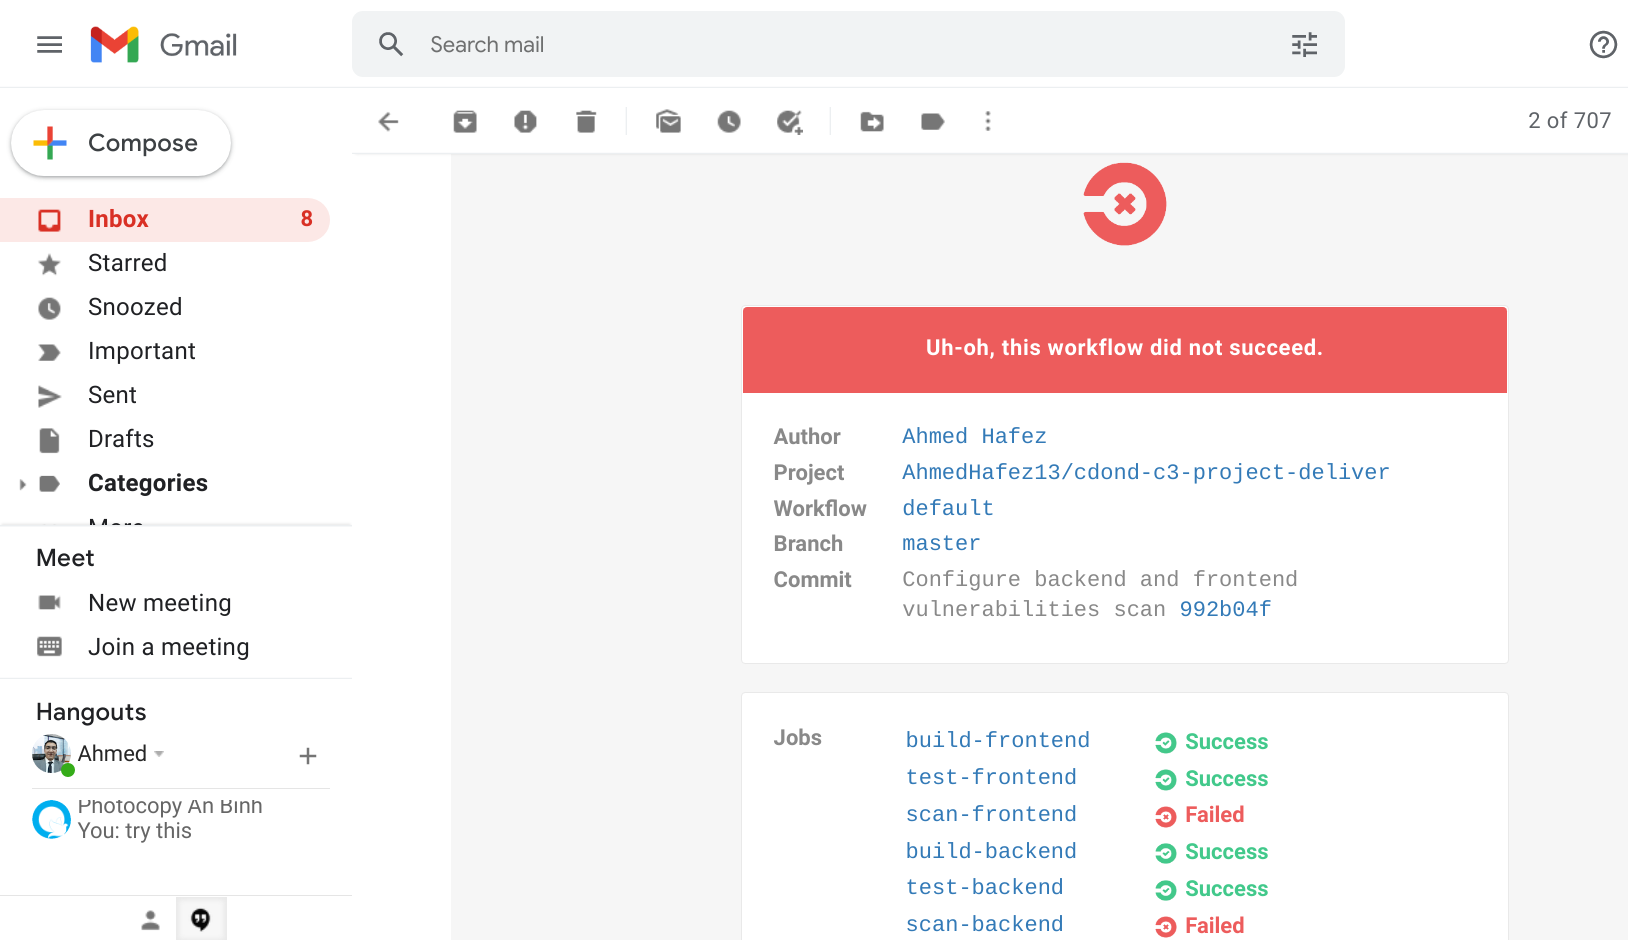 Gmail
Search mail
Compose
2 of 707
Inbox 8
Starred
Snoozed
Important
Sent
Drafts
Categories
More
Meet
New meeting
Join a meeting
Hangouts
Ahmed
Photocopy An Binh
You: try this
Uh-oh, this workflow did not succeed.
Author Ahmed Hafez
Project AhmedHafez13/cdond-c3-project-deliver
Workflow default
Branch master
Commit Configure backend and frontend
vulnerabilities scan 992b04f
Jobs build-frontend Success
test-frontend Success
scan-frontend Failed
build-backend Success
test-backend Success
scan-backend Failed